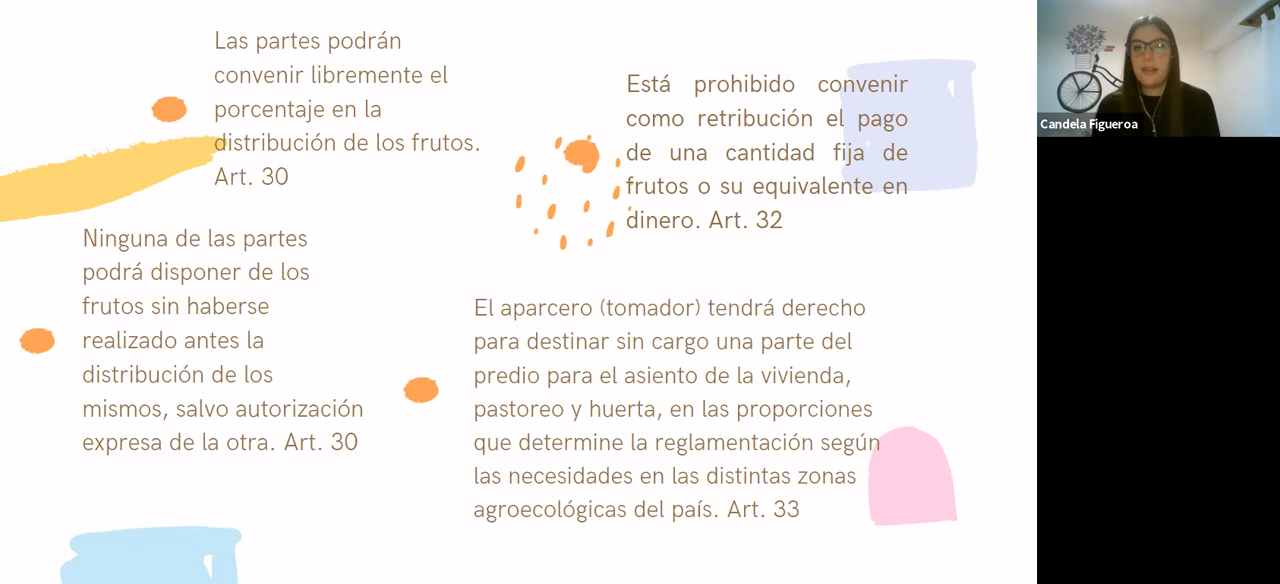 Las partes podrán
convenir libremente el
porcentaje en la
distribución de los frutos.
Art. 30
Está prohibido convenir
como retribución el pago
de una cantidad fija de
frutos o su equivalente en
dinero. Art. 32
Ninguna de las partes
podrá disponer de los
frutos sin haberse
realizado antes la
distribución de los
mismos, salvo autorización
expresa de la otra. Art. 30
El aparcero (tomador) tendrá derecho
para destinar sin cargo una parte del
predio para el asiento de la vivienda,
pastoreo y huerta, en las proporciones
que determine la reglamentación según
las necesidades en las distintas zonas
agroecológicas del país. Art. 33
Candela Figueroa